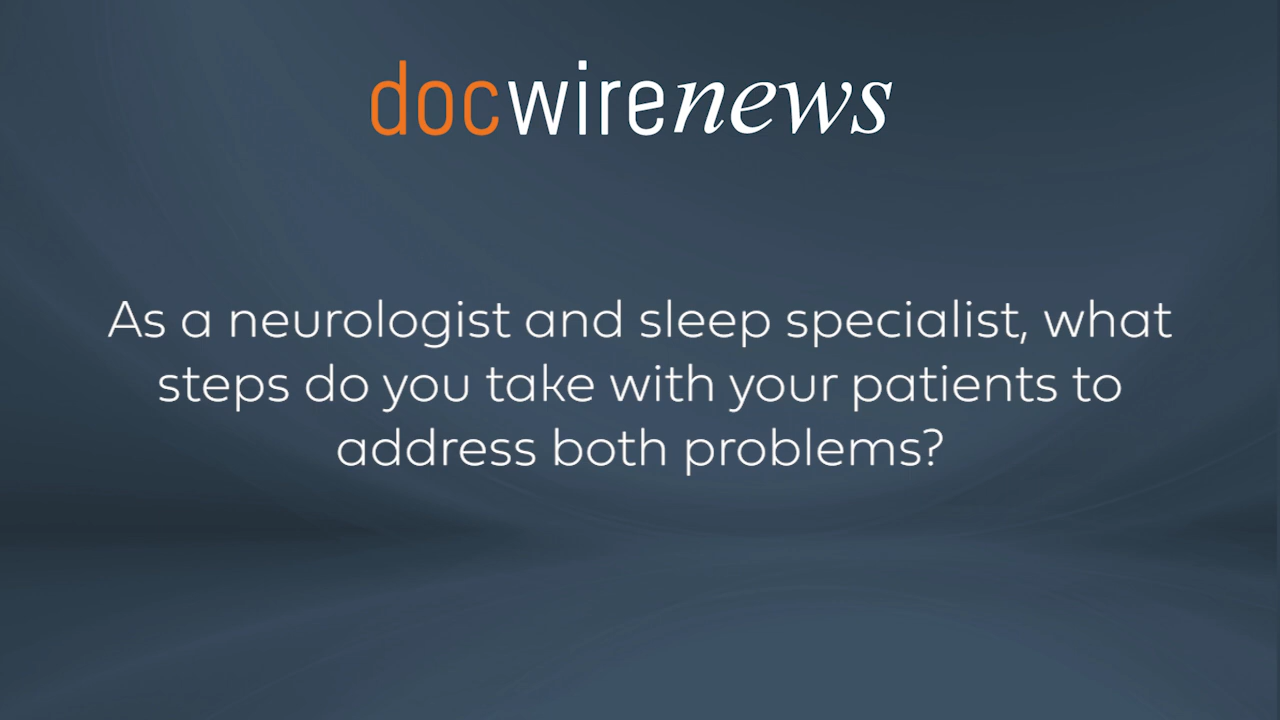 docwirenews
As a neurologist and sleep specialist, what
steps do you take with your patients to
address both problems?